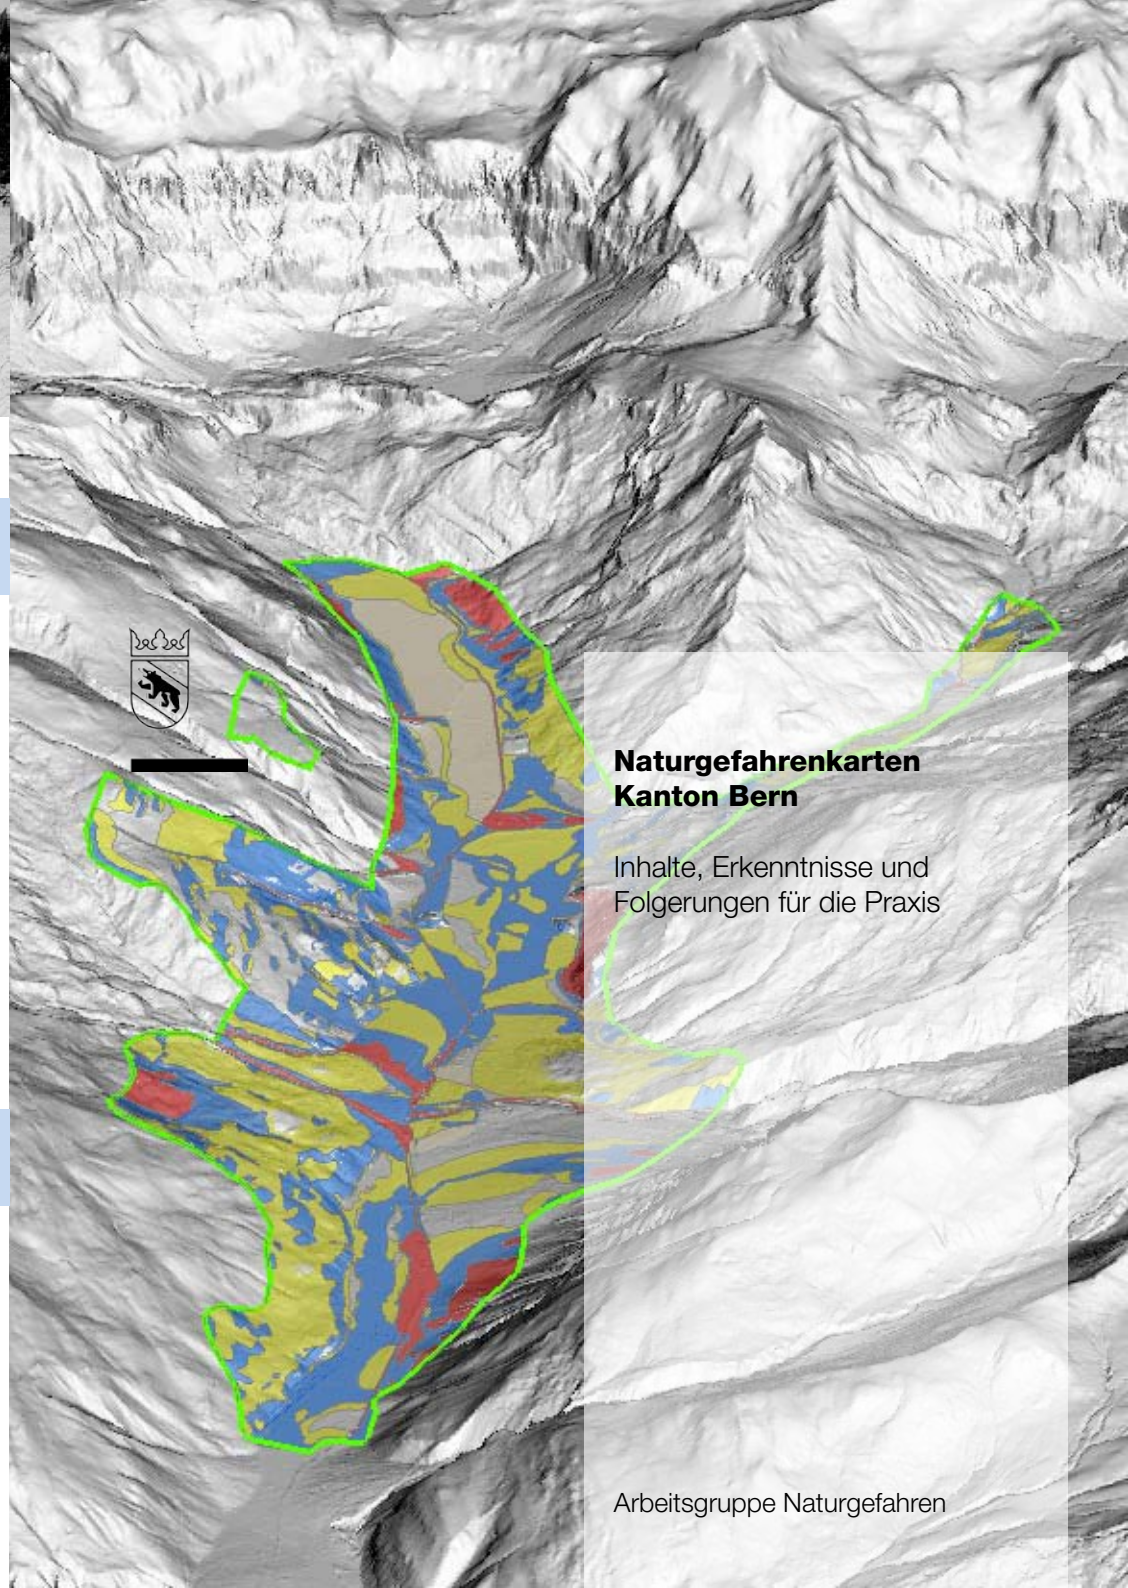 Naturgefahrenkarten
Kanton Bern
Inhalte, Erkenntnisse und
Folgerungen für die Praxis
Arbeitsgruppe Naturgefahren